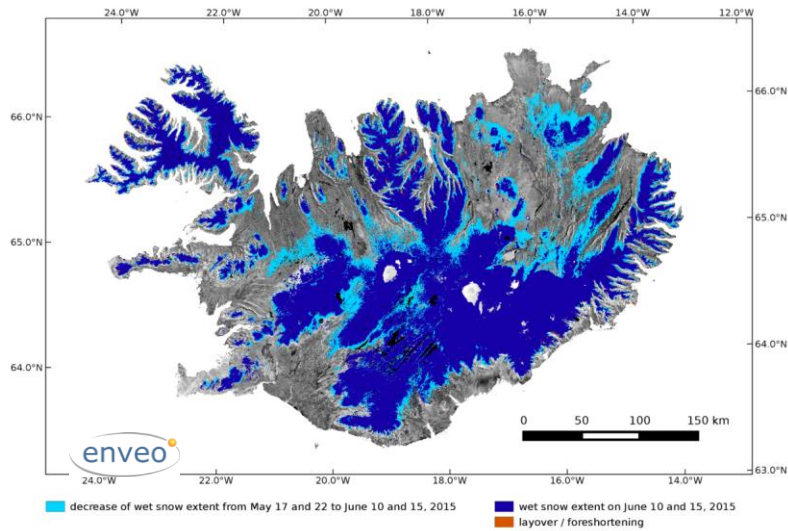 24.0°W 22.0°W 20.0°W 18.0°W 16.0°W 14.0°W 12.0°W
66.0°N 66.0°N
65.0°N 65.0°N
64.0°N 64.0°N
0 50 100 150 km
enveo
63.0°N
24.0°W 22.0°W 20.0°W 18.0°W 16.0°W 14.0°W
decrease of wet snow extent from May 17 and 22 to June 10 and 15, 2015 wet snow extent on June 10 and 15, 2015
layover / foreshortening